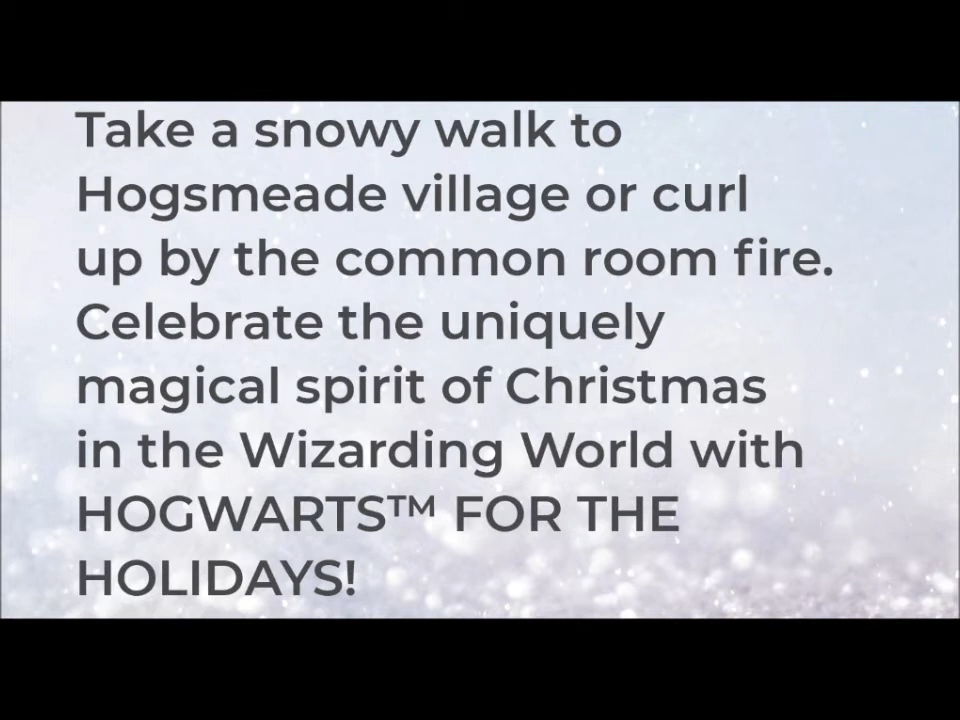 Take a snowy walk to
Hogsmeade village or curl
up by the common room fire.
Celebrate the uniquely
magical spirit of Christmas
in the Wizarding World with
HOGWARTS™ FOR THE
HOLIDAYS!